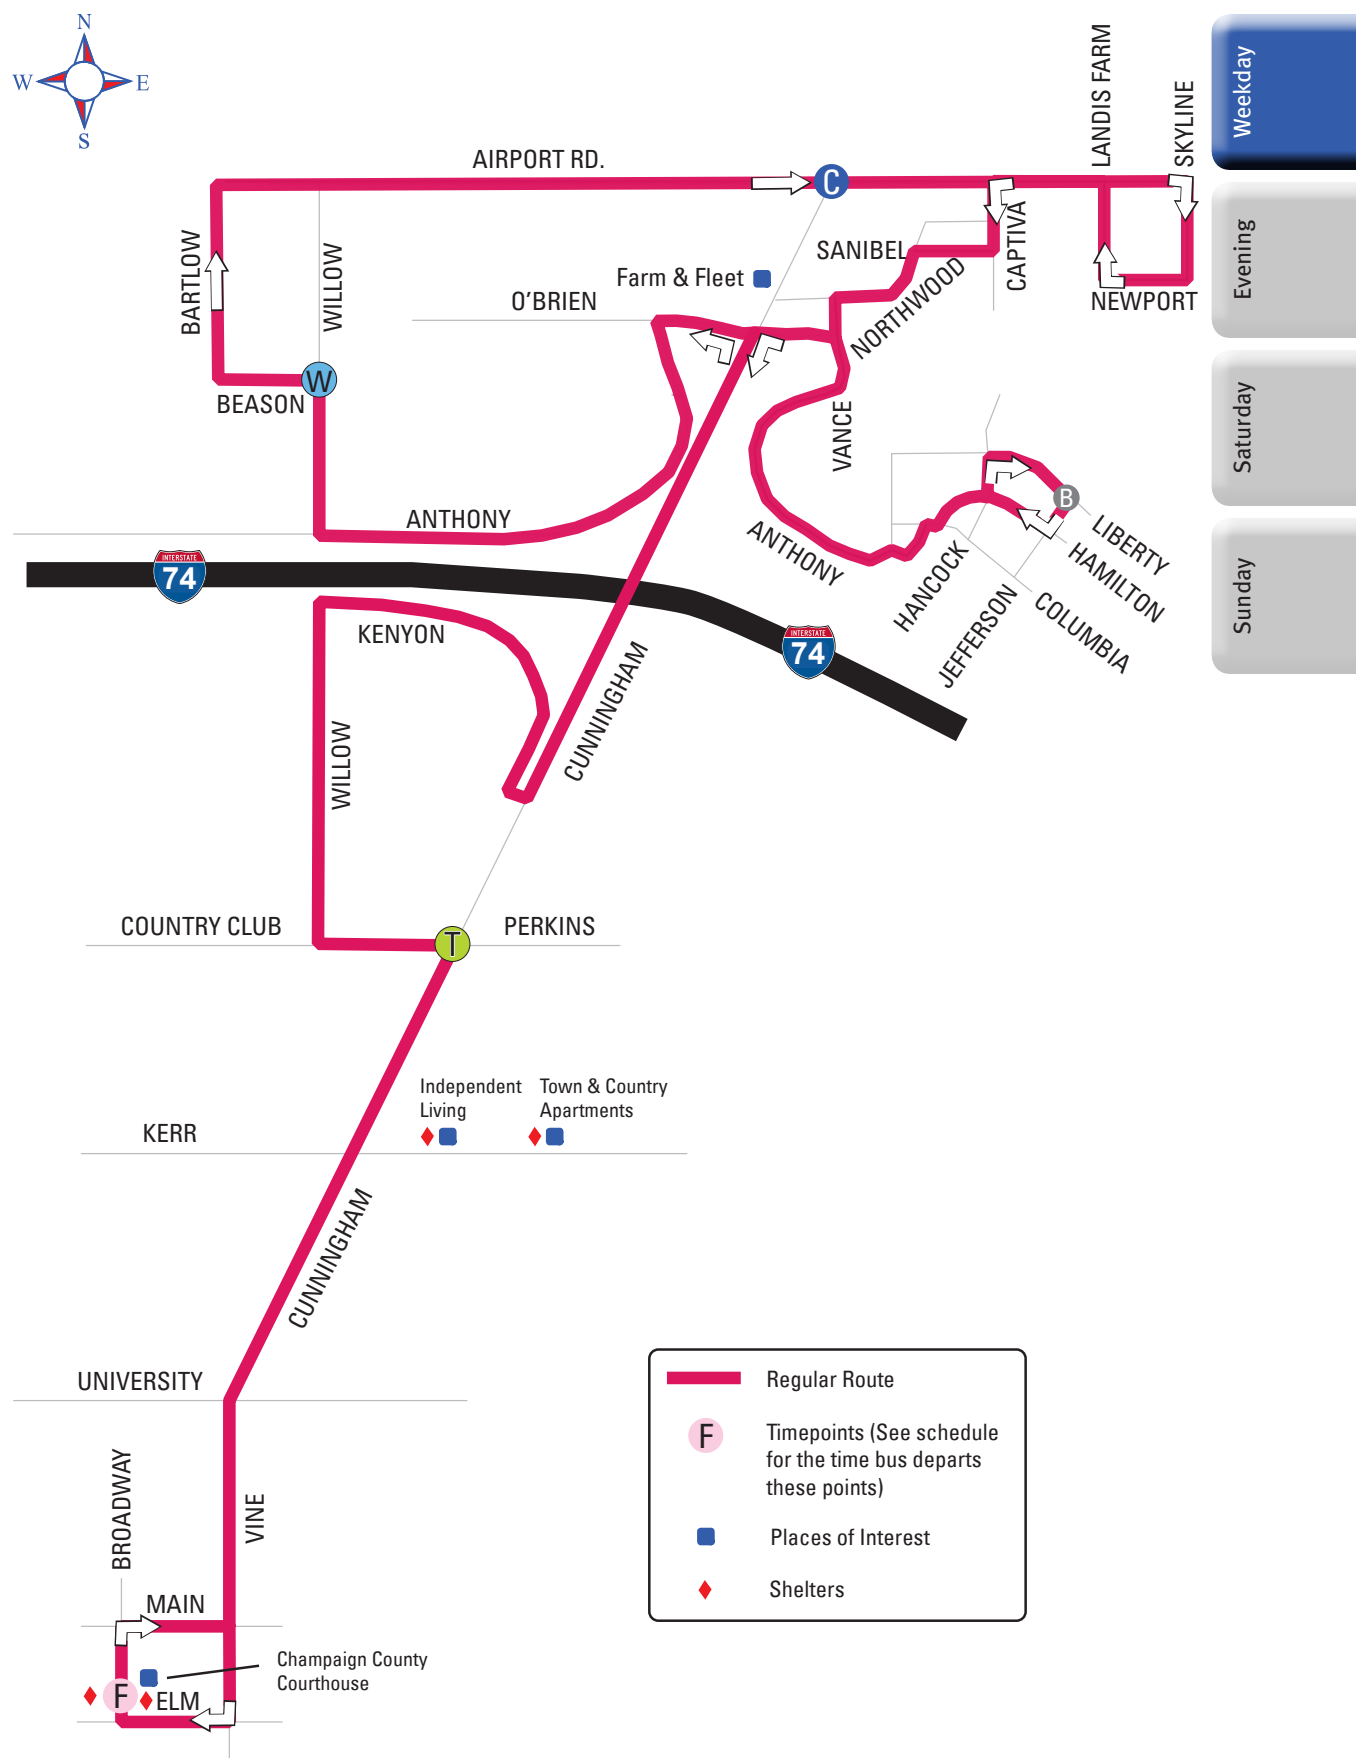 N
W
E
S
Weekday
Evening
Saturday
Sunday
LANDIS FARM
SKYLINE
AIRPORT RD.
C
BARTLOW
WILLOW
SANIBEL
CAPTIVA
NORTHWOOD
NEWPORT
Farm & Fleet
O'BRIEN
W
BEASON
VANCE
ANTHONY
ANTHONY
B
LIBERTY
HAMILTON
COLUMBIA
HANCOCK
JEFFERSON
INTERSTATE
74
INTERSTATE
74
KENYON
CUNNINGHAM
WILLOW
COUNTRY CLUB
T
PERKINS
Independent
Living
Town & Country
Apartments
KERR
CUNNINGHAM
UNIVERSITY
BROADWAY
VINE
MAIN
Champaign County
Courthouse
F
ELM
Regular Route
F
Timepoints (See schedule
for the time bus departs
these points)
Places of Interest
Shelters